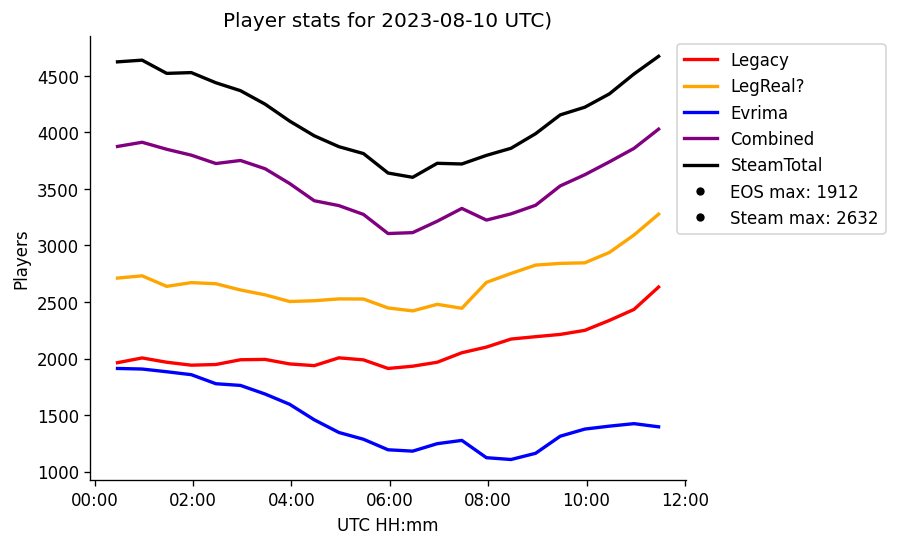 Player stats for 2023-08-10 UTC)
Legacy
LegReal?
Evrima
Combined
SteamTotal
EOS max: 1912
Steam max: 2632
Players
4500
4000
3500
3000
2500
2000
1500
1000
00:00 02:00 04:00 06:00 08:00 10:00 12:00
UTC HH:mm